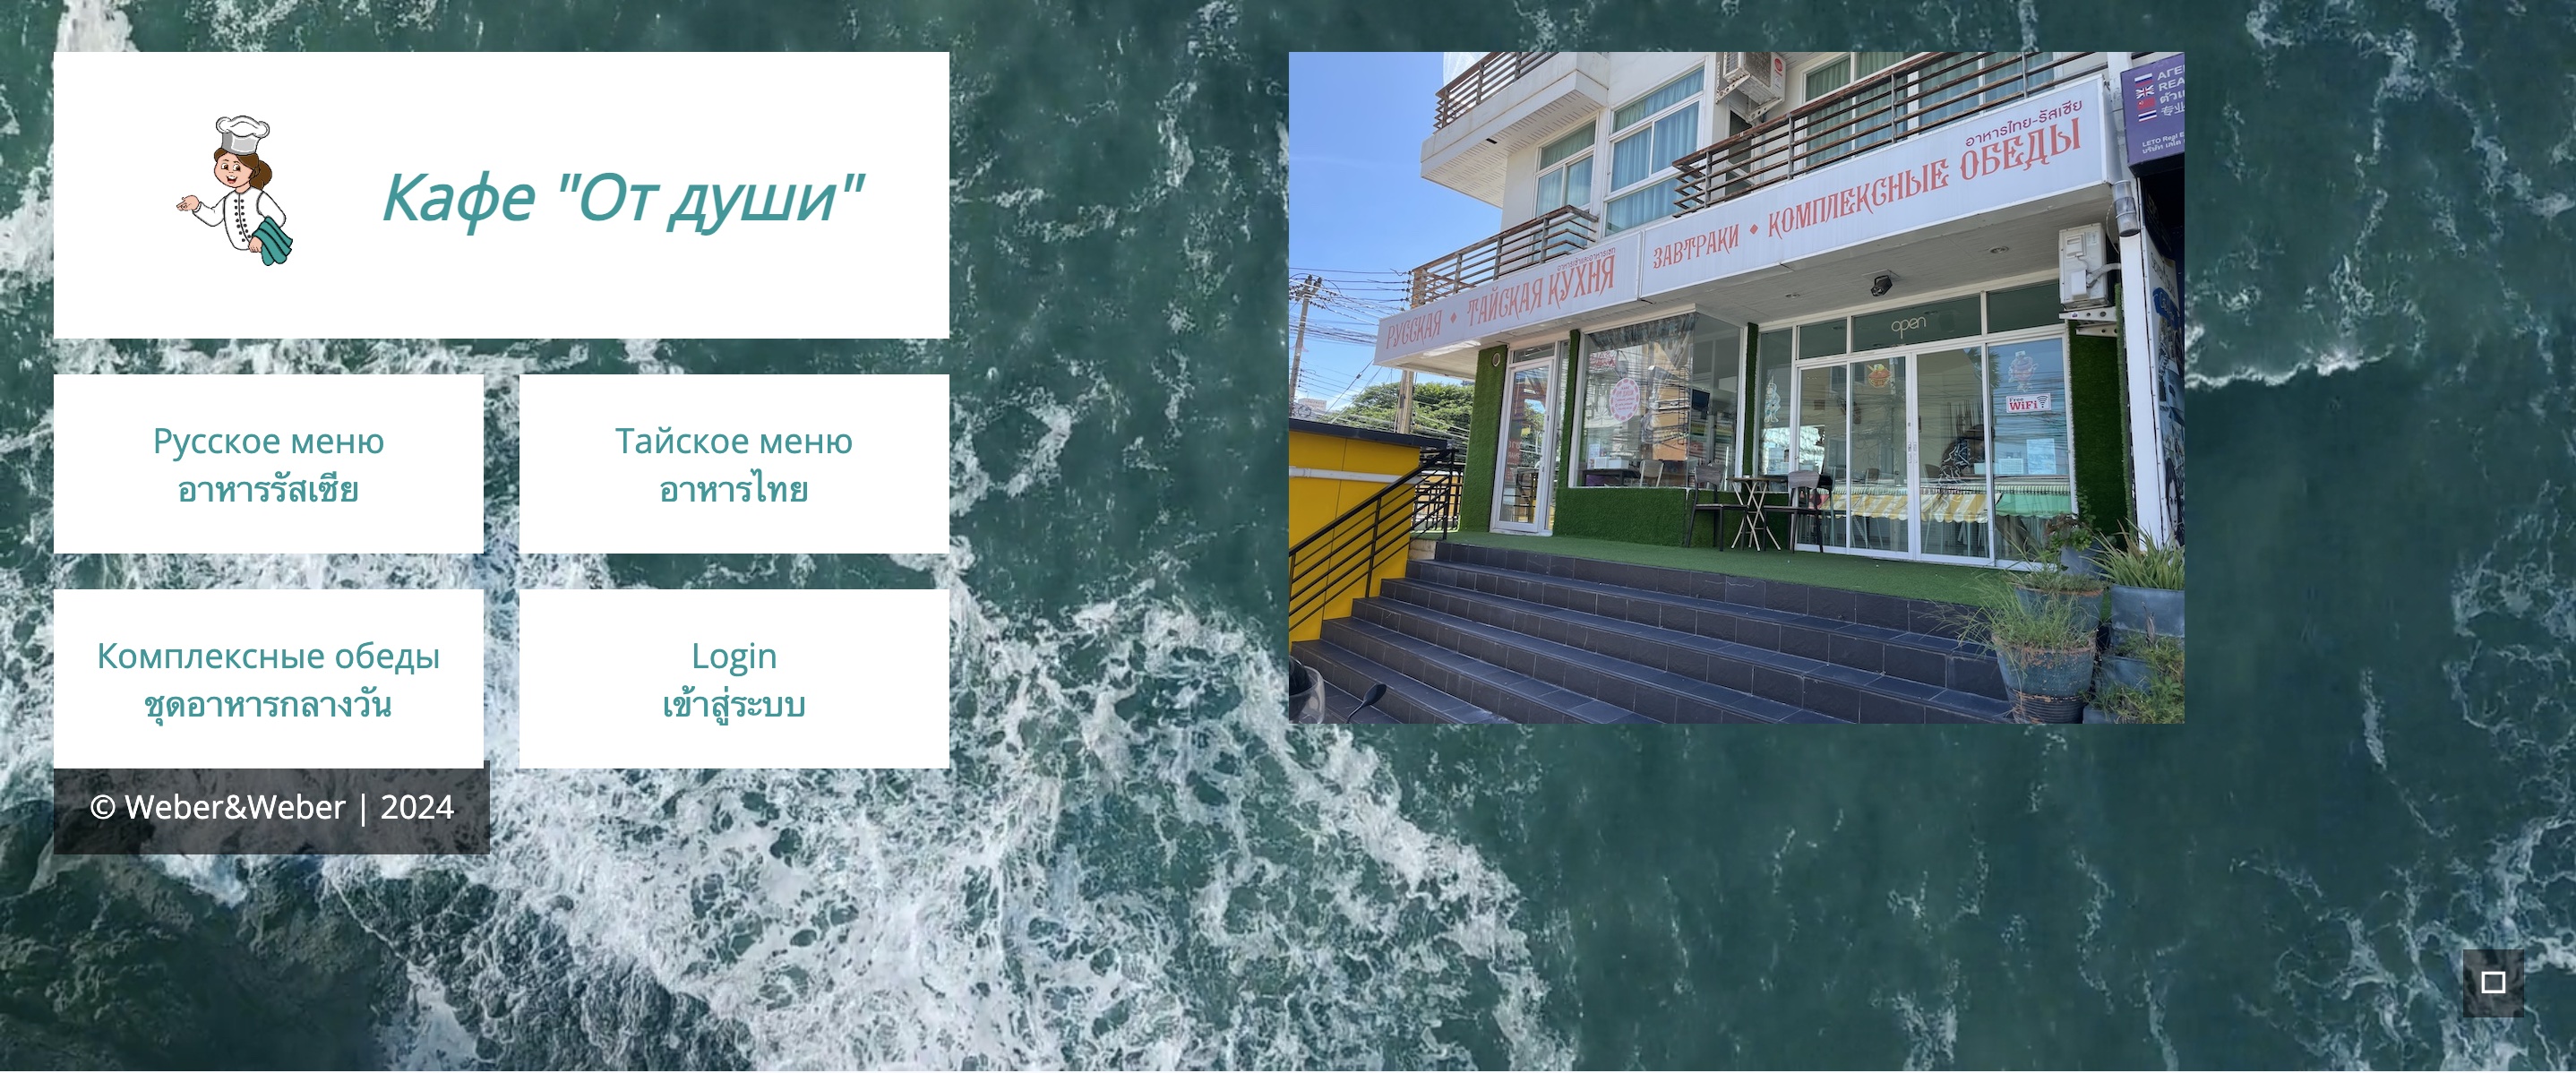 Кафе "От души"
Русское меню
อาหารรัสเซีย
Тайское меню
อาหารไทย
Комплексные обеды
ชุดอาหารกลางวัน
Login
เข้าสู่ระบบ
© Weber&Weber | 2024
อาหารไทย-รัสเซีย
РУССКАЯ • ТАЙСКАЯ КУХНЯ
ЗАВТРАКИ • КОМПЛЕКСНЫЕ ОБЕДЫ
open
Free
WiFi